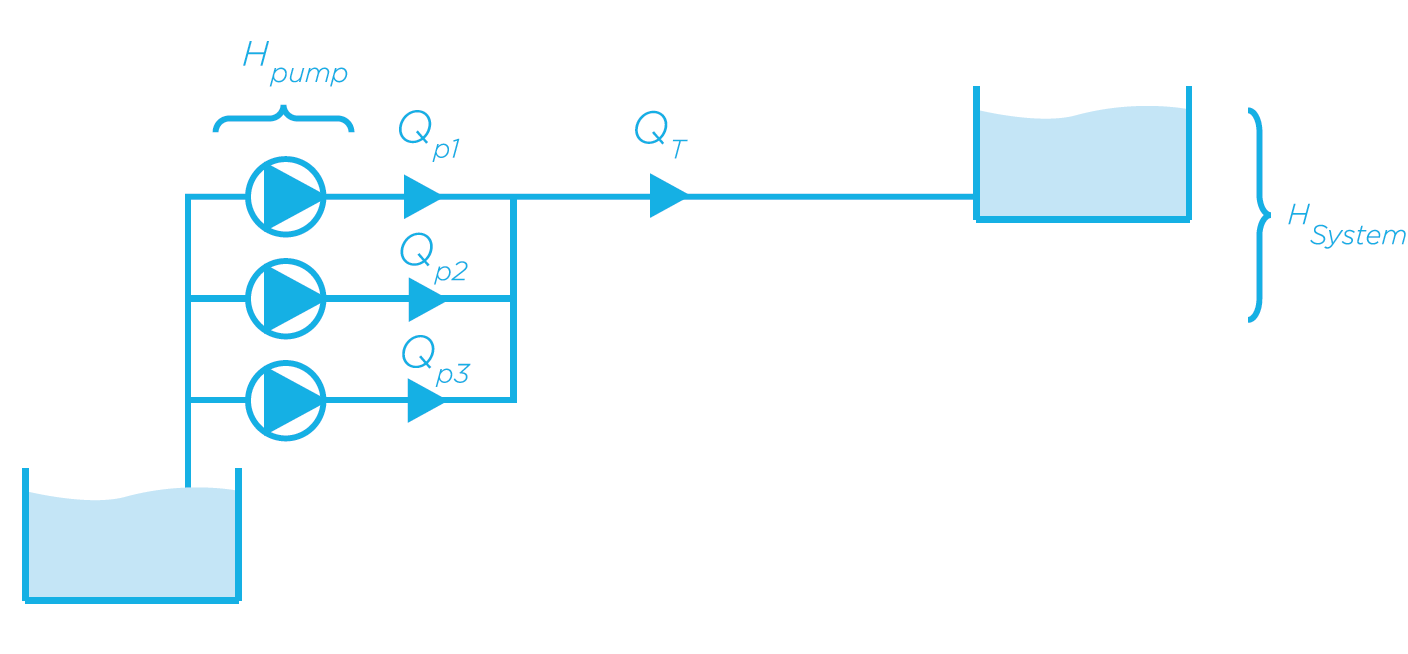 H pump
Q p1
Q T
Q p2
Q p3
H System